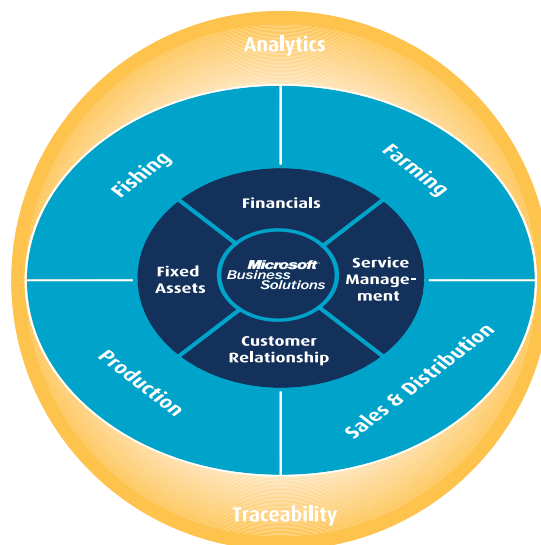 Analytics
Fishing
Farming
Financials
Fixed
Assets
Microsoft
Business
Solutions
Service
Manage-
ment
Customer
Relationship
Production
Sales & Distribution
Traceability